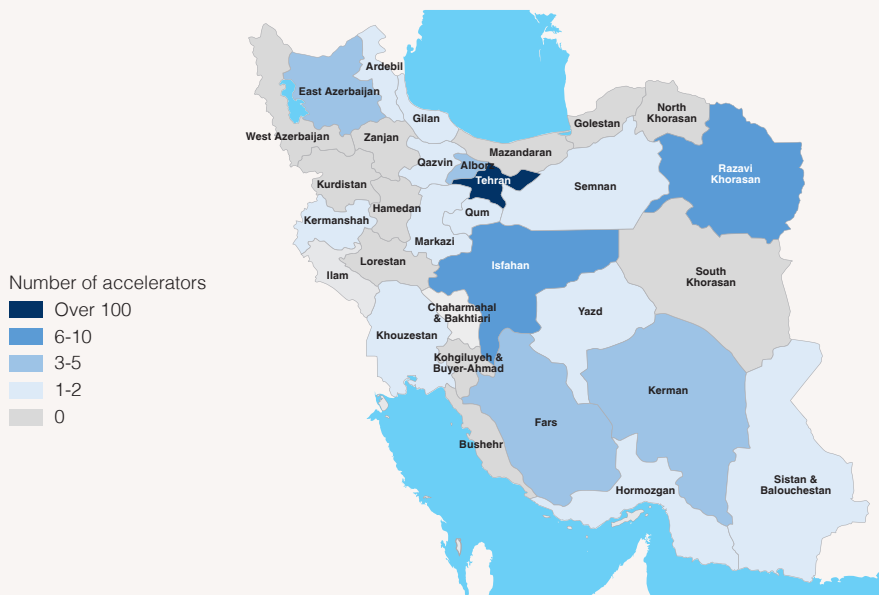 Ardebil
East Azerbaijan
North
Khorasan
Gilan
Golestan
West Azerbaijan
Zanjan
Mazandaran
Qazvin
Alborz
Tehran
Razavi
Khorasan
Kurdistan
Semnan
Hamedan
Qum
Kermanshah
Markazi
Lorestan
Isfahan
Ilam
South
Khorasan
Number of accelerators
Over 100
6-10
3-5
1-2
0
Chaharmahal
& Bakhtiari
Yazd
Khouzestan
Kohgiluyeh &
Buyer-Ahmad
Kerman
Fars
Bushehr
Sistan &
Balouchestan
Hormozgan